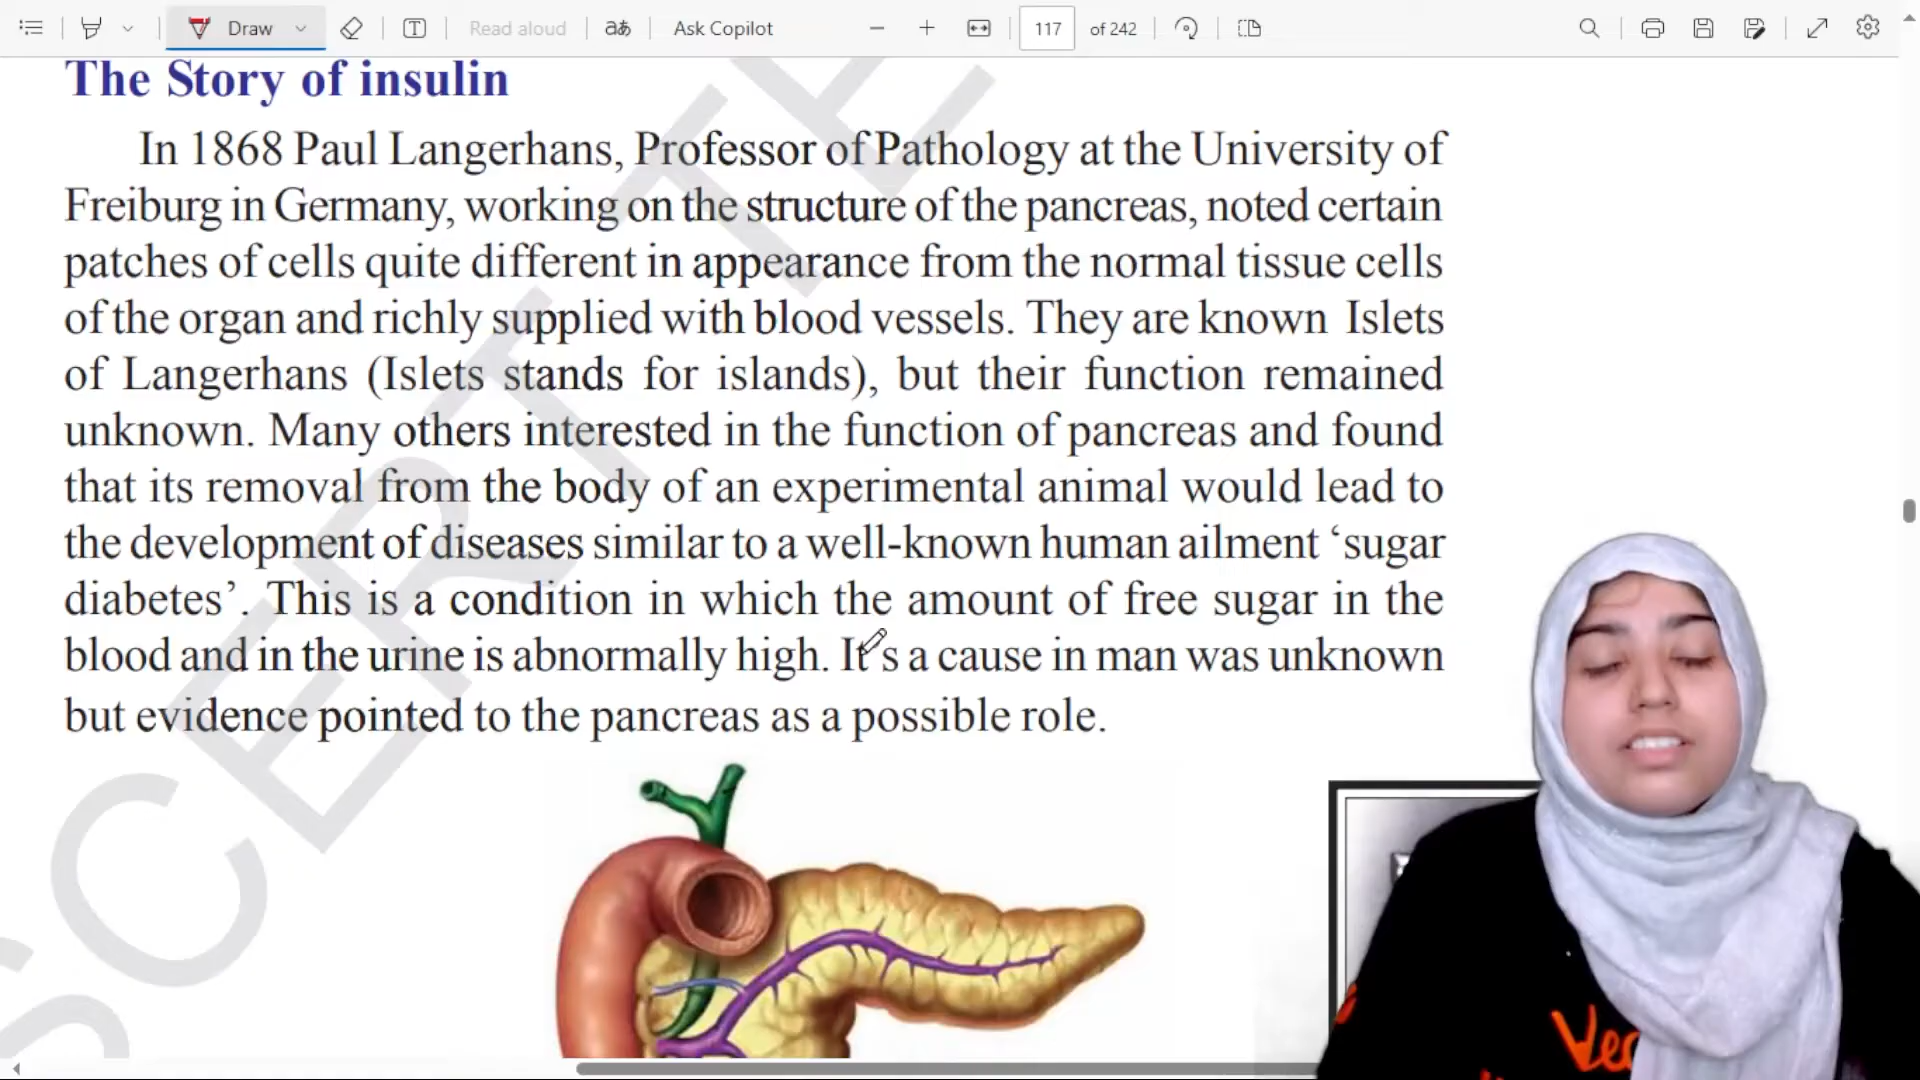 Draw
Read aloud
aあ
Ask Copilot
117
of 242
The Story of insulin
In 1868 Paul Langerhans, Professor of Pathology at the University of
Freiburg in Germany, working on the structure of the pancreas, noted certain
patches of cells quite different in appearance from the normal tissue cells
of the organ and richly supplied with blood vessels. They are known Islets
of Langerhans (Islets stands for islands), but their function remained
unknown. Many others interested in the function of pancreas and found
that its removal from the body of an experimental animal would lead to
the development of diseases similar to a well-known human ailment ‘sugar
diabetes’. This is a condition in which the amount of free sugar in the
blood and in the urine is abnormally high. It’s a cause in man was unknown
but evidence pointed to the pancreas as a possible role.
SCERT TE